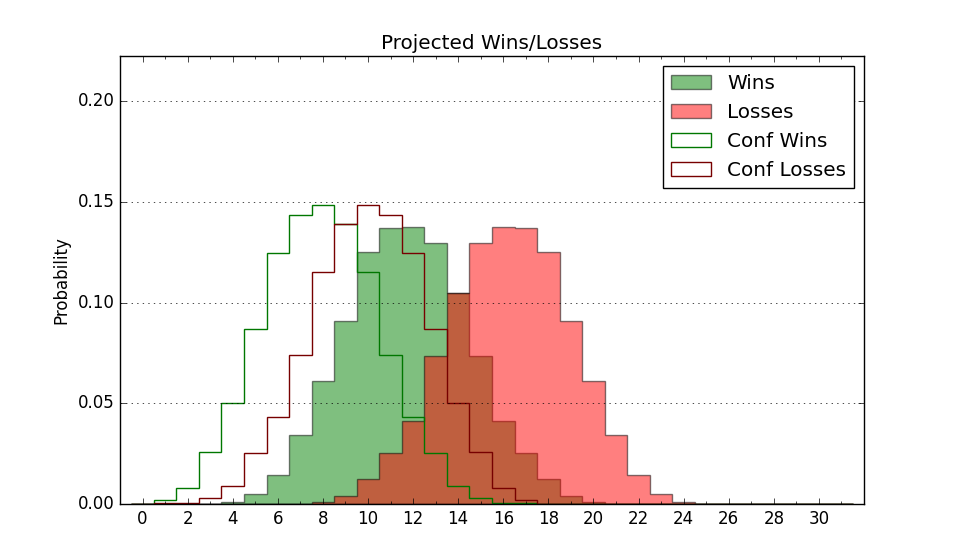 Projected Wins/Losses
Wins
Losses
Conf Wins
Conf Losses
Probability
0.20
0.15
0.10
0.05
0.00
0 2 4 6 8 10 12 14 16 18 20 22 24 26 28 30